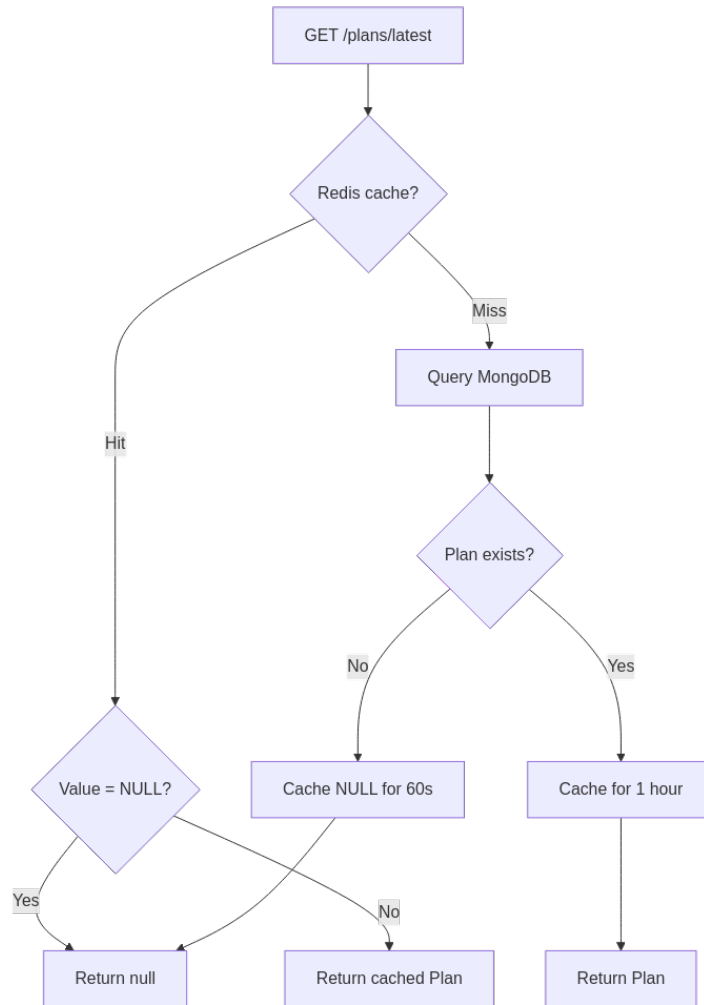 GET /plans/latest
Redis cache?
Miss
Query MongoDB
Hit
Plan exists?
No
Yes
Value = NULL?
Cache NULL for 60s
Cache for 1 hour
Yes
No
Return null
Return cached Plan
Return Plan